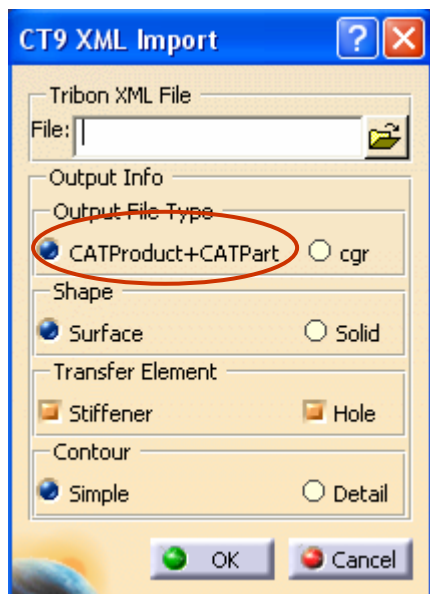 CT9 XML Import
Tribon XML File
File:
Output Info
Output File Type
CATProduct+CATPart cgr
Shape
Surface Solid
Transfer Element
Stiffener Hole
Contour
Simple Detail
OK Cancel